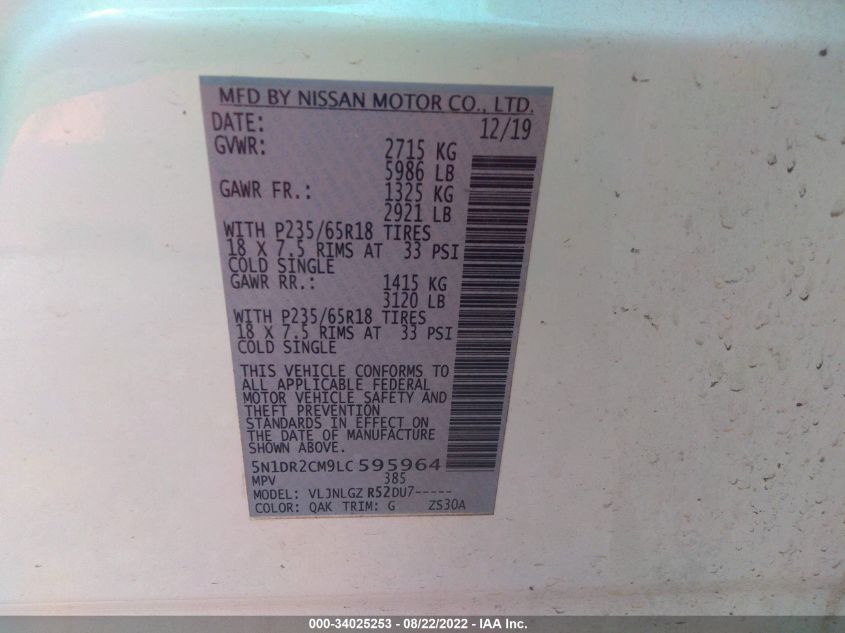 MFD BY NISSAN MOTOR CO., LTD.
DATE: 12/19
GVWR: 2715 KG
5986 LB
GAWR FR.: 1325 KG
2921 LB
WITH P235/65R18 TIRES
18 X 7.5 RIMS AT 33 PSI
COLD SINGLE
GAWR RR.: 1415 KG
3120 LB
WITH P235/65R18 TIRES
18 X 7.5 RIMS AT 33 PSI
COLD SINGLE
THIS VEHICLE CONFORMS TO
ALL APPLICABLE FEDERAL
MOTOR VEHICLE SAFETY AND
THEFT PREVENTION
STANDARDS IN EFFECT ON
THE DATE OF MANUFACTURE
SHOWN ABOVE.
5N1DR2CM9LC595964
MPV 385
MODEL: VLJNLGZ R52DU7-----
COLOR: QAK TRIM: G ZS30A
000-34025253 - 08/22/2022 - IAA Inc.